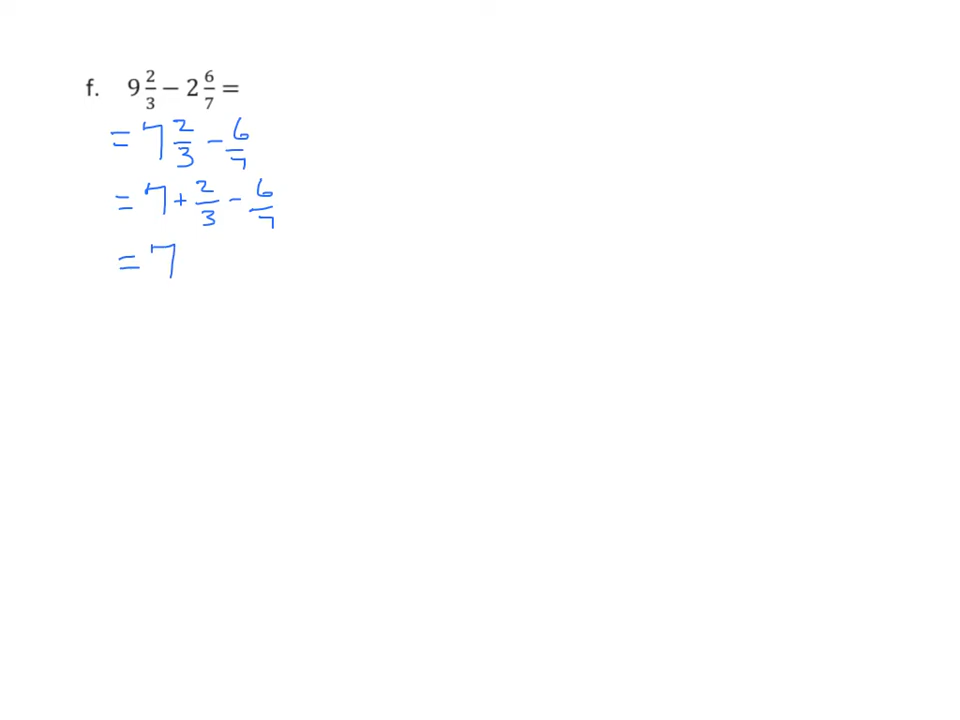 f. 9 2/3 − 2 6/7 =
= 7 2/3 − 6/7
= 7 + 2/3 − 6/7
= 7